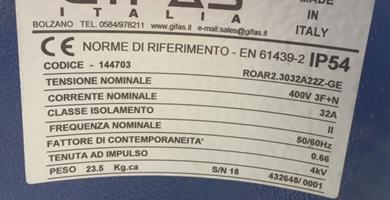 GIFAS MADE IN
ITALIA ITALY
BOLZANO TEL. 0584/978211 www.gifas.it e-mail:sales@gifas.it
CE NORME DI RIFERIMENTO - EN 61439-2 IP54
CODICE - 144703 ROAR2.3032A22Z-GE
TENSIONE NOMINALE 400V 3F+N
CORRENTE NOMINALE 32A
CLASSE ISOLAMENTO II
FREQUENZA NOMINALE 50/60Hz
FATTORE DI CONTEMPORANEITA' 0.66
TENUTA AD IMPULSO 4kV
PESO 23.5 Kg.ca S/N 18 432648/0001